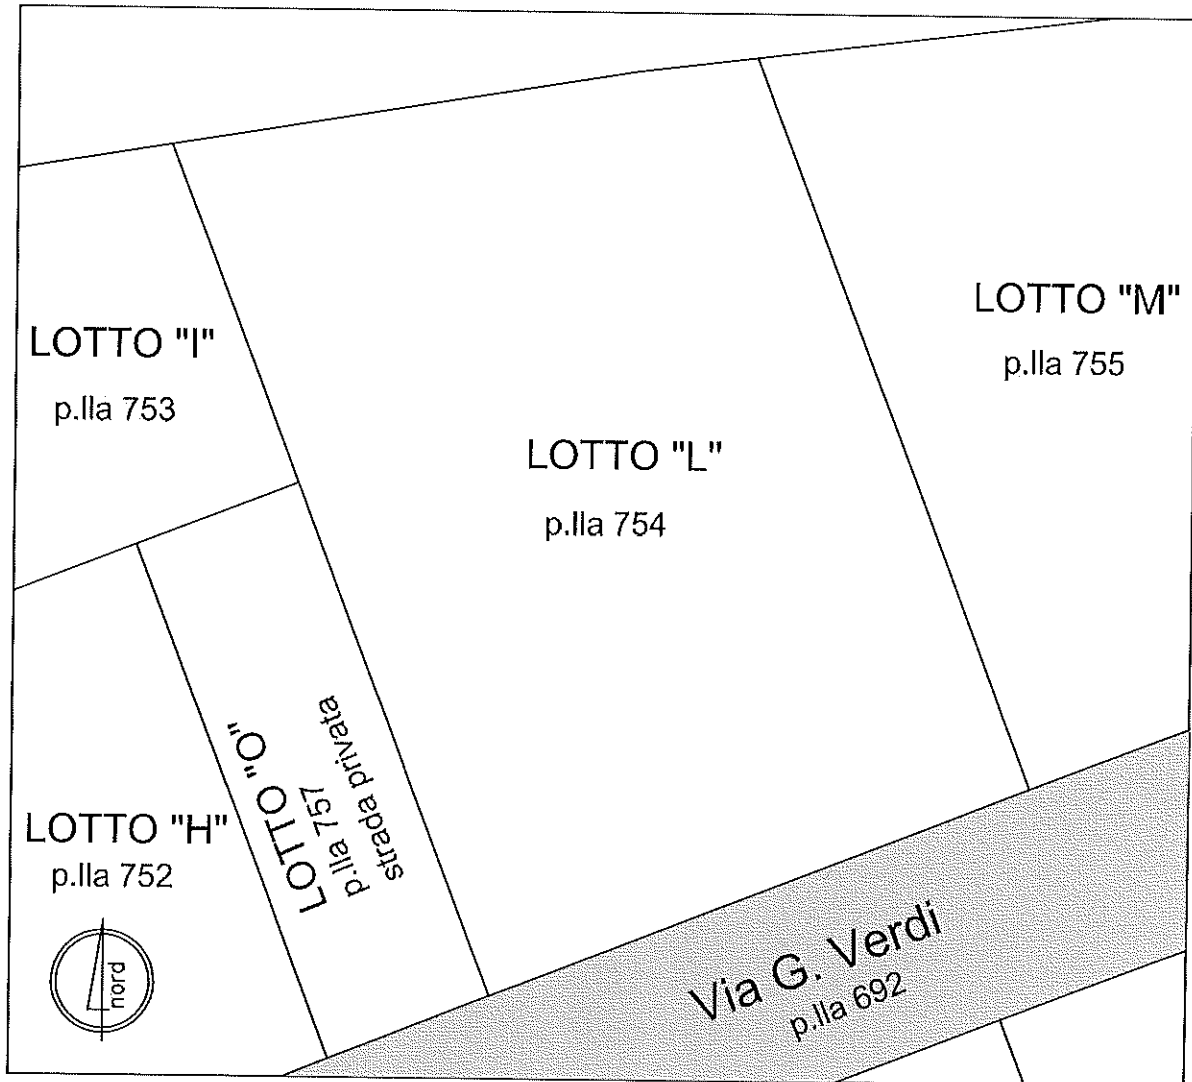 LOTTO "I"
p.lla 753
LOTTO "M"
p.lla 755
LOTTO "L"
p.lla 754
LOTTO "O"
p.lla 757
strada privata
LOTTO "H"
p.lla 752
nord
Via G. Verdi
p.lla 692